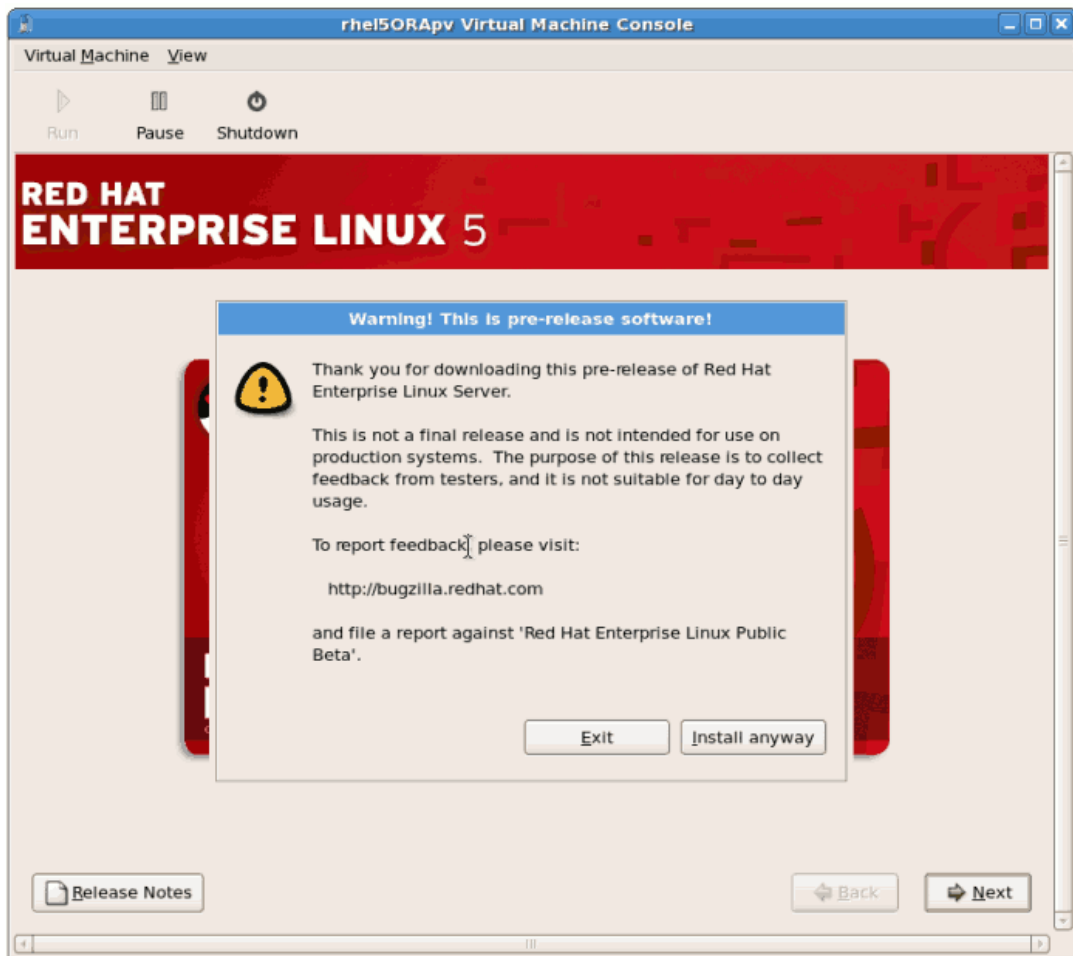 rhel5ORApv Virtual Machine Console
Virtual Machine View
Run Pause Shutdown
RED HAT
ENTERPRISE LINUX 5
Warning! This is pre-release software!
Thank you for downloading this pre-release of Red Hat
Enterprise Linux Server.
This is not a final release and is not intended for use on
production systems.  The purpose of this release is to collect
feedback from testers, and it is not suitable for day to day
usage.
To report feedback, please visit:
http://bugzilla.redhat.com
and file a report against 'Red Hat Enterprise Linux Public
Beta'.
Exit Install anyway
Release Notes Back Next